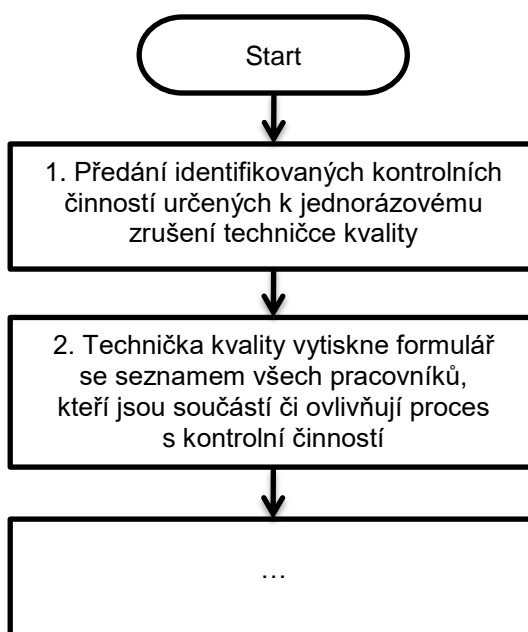 Start
1. Předání identifikovaných kontrolních
činností určených k jednorázovému
zrušení techničce kvality
2. Technička kvality vytiskne formulář
se seznamem všech pracovníků,
kteří jsou součástí či ovlivňují proces
s kontrolní činností
…